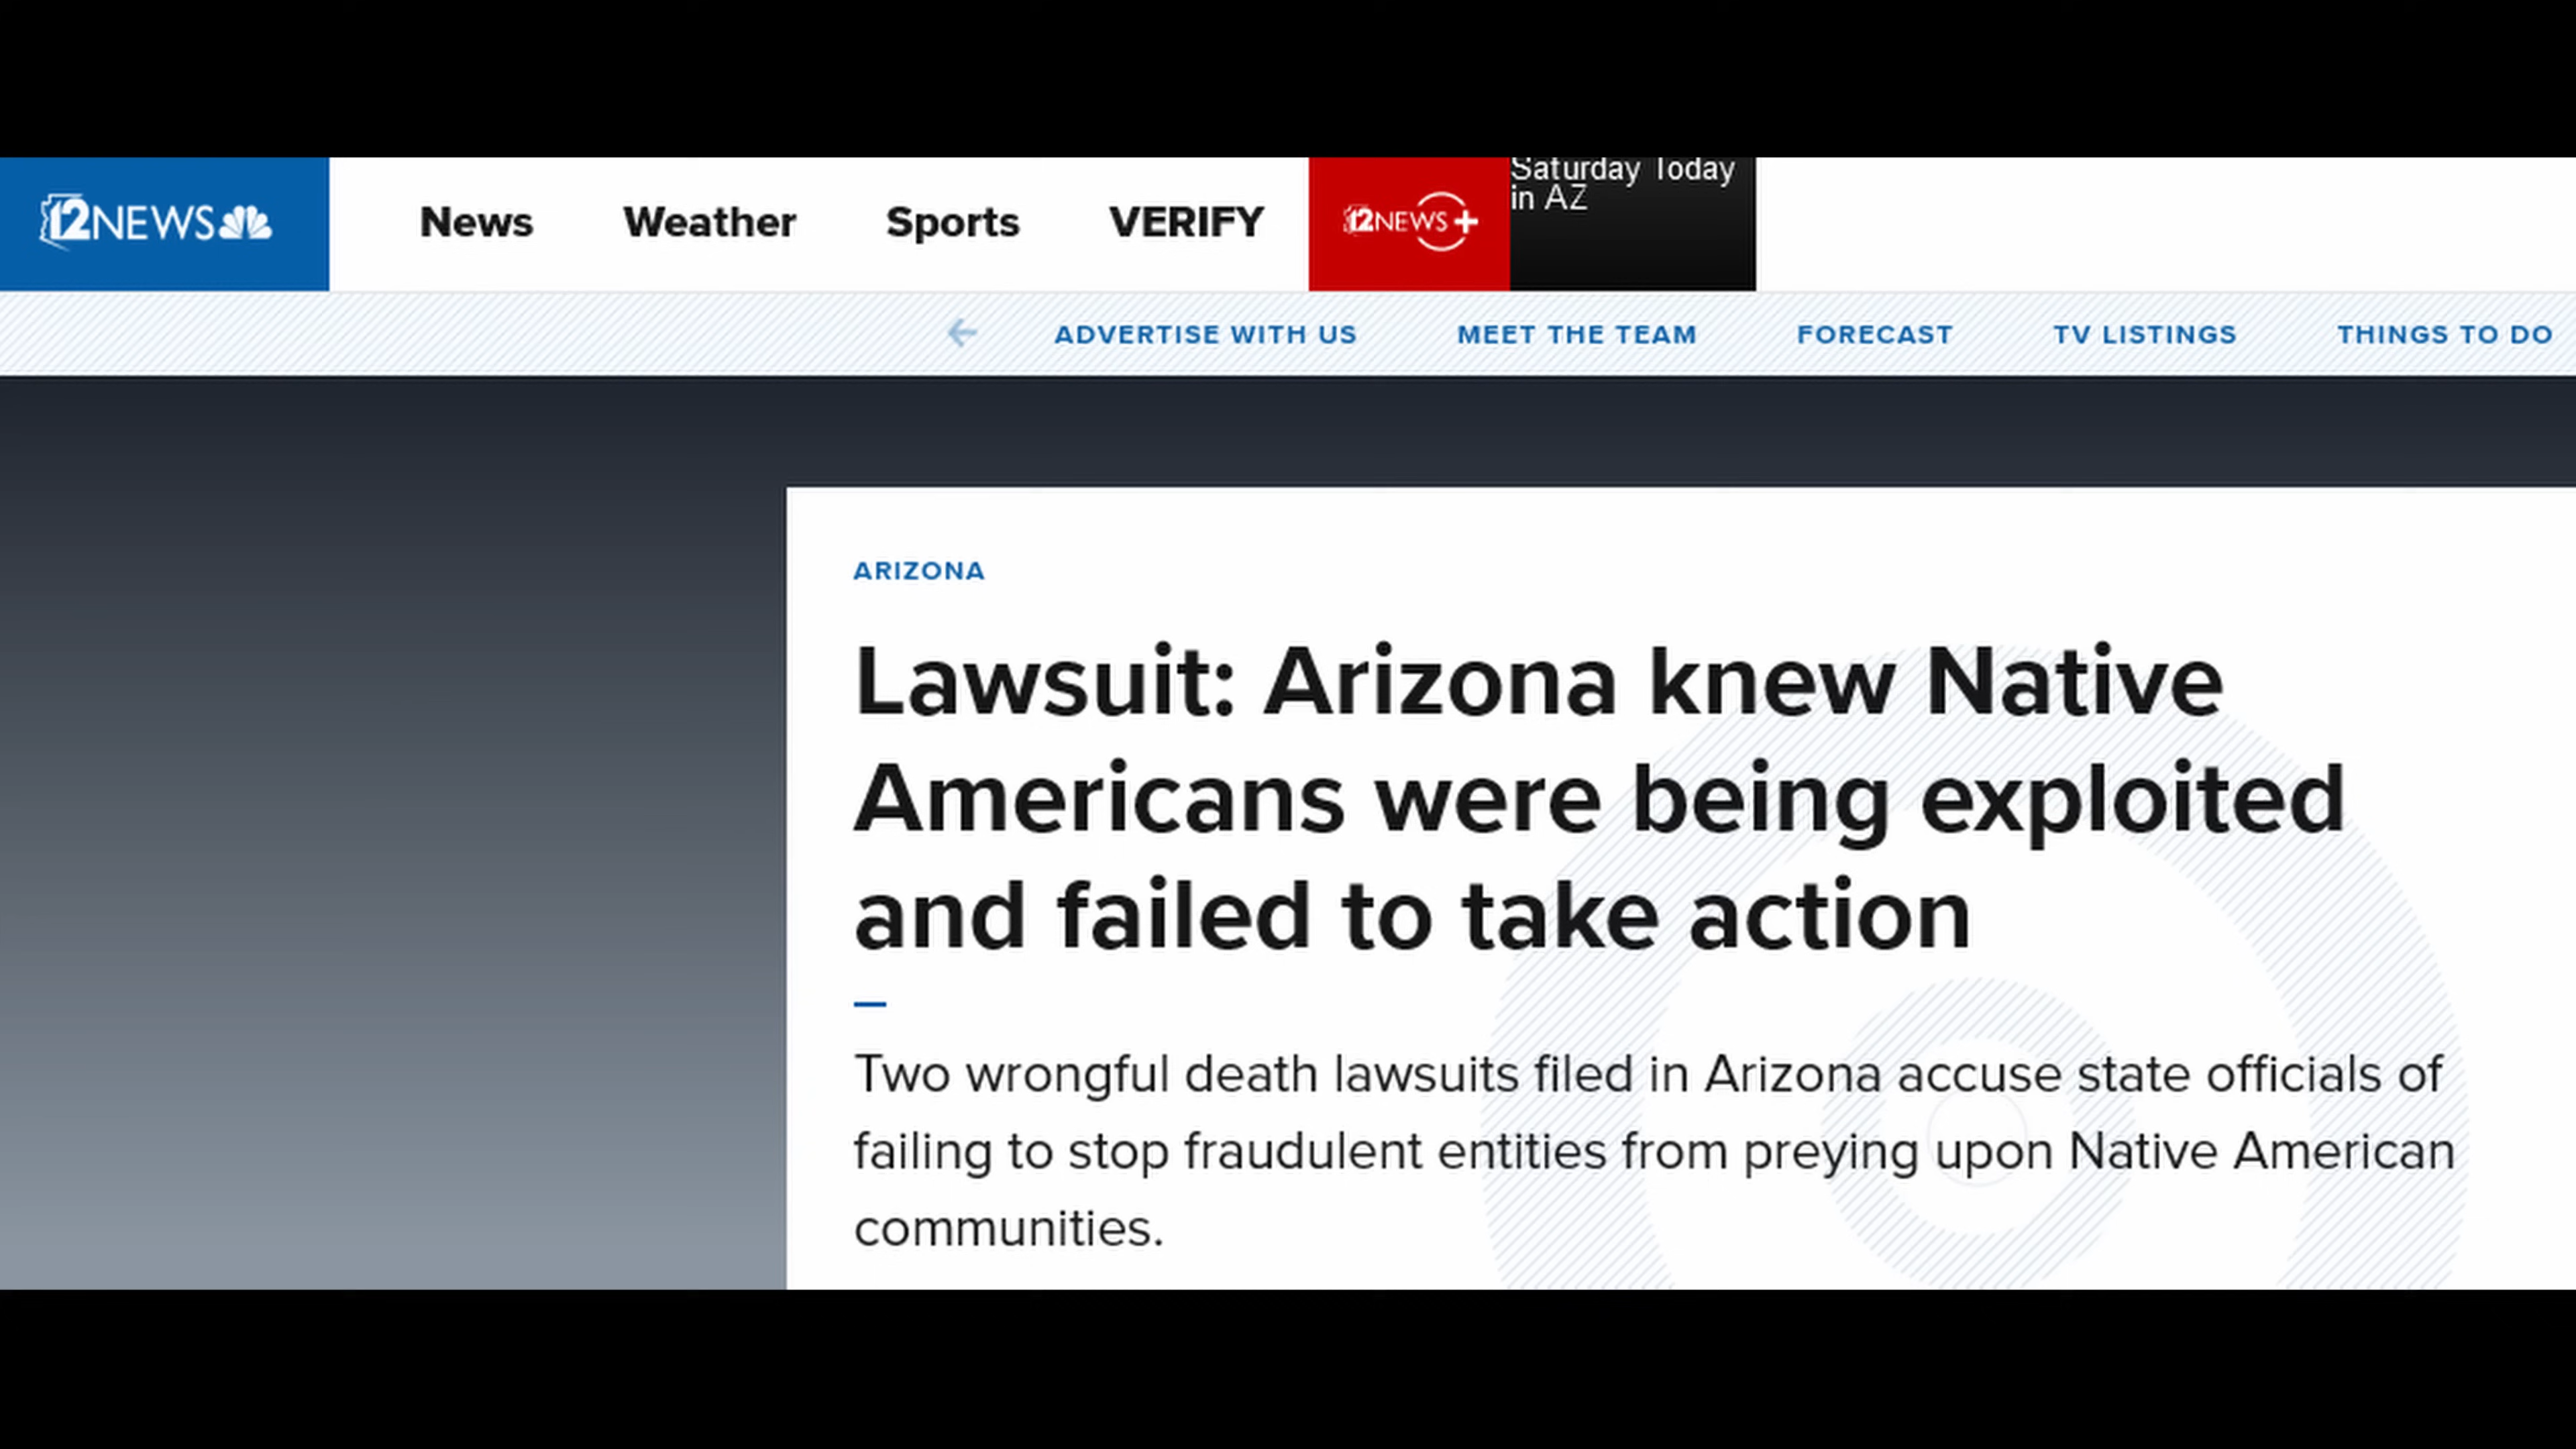 12NEWS
News
Weather
Sports
VERIFY
12NEWS+
Saturday Today
in AZ
ADVERTISE WITH US
MEET THE TEAM
FORECAST
TV LISTINGS
THINGS TO DO
ARIZONA
Lawsuit: Arizona knew Native
Americans were being exploited
and failed to take action
Two wrongful death lawsuits filed in Arizona accuse state officials of
failing to stop fraudulent entities from preying upon Native American
communities.